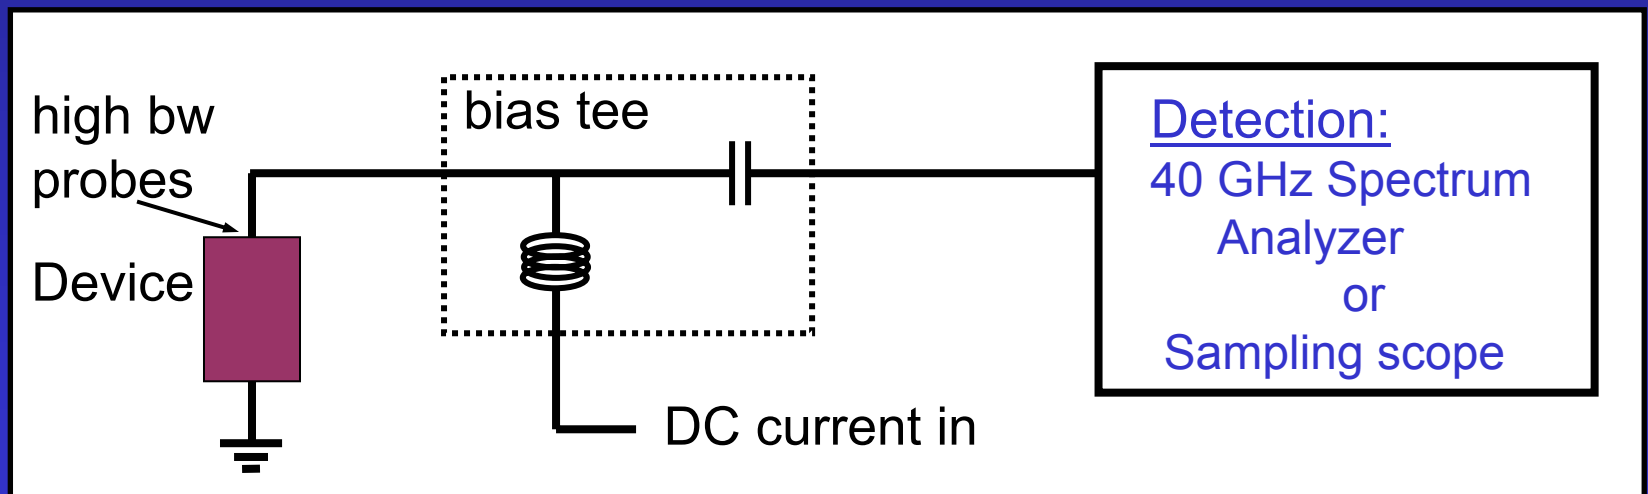 high bw
probes
Device
bias tee
DC current in
Detection:
40 GHz Spectrum
Analyzer
or
Sampling scope